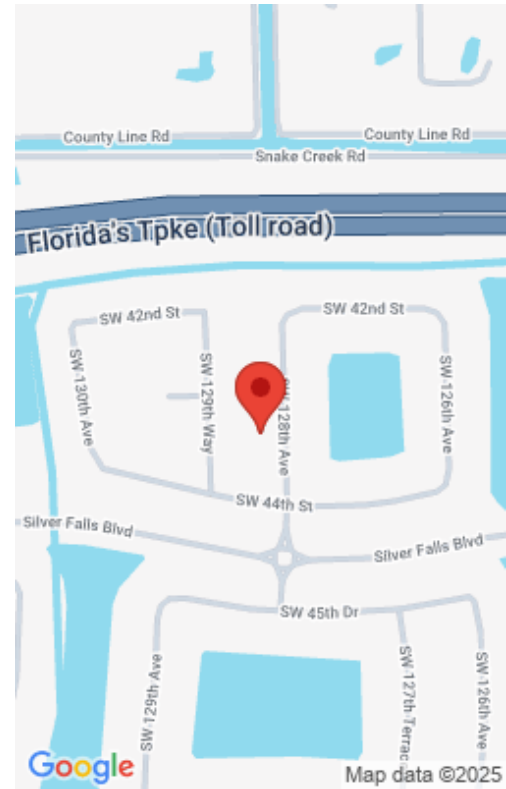 County Line Rd
County Line Rd
Snake Creek Rd
Florida's Tpke (Toll road)
SW 42nd St
SW 42nd St
SW 130th Ave
SW 129th Way
SW 128th Ave
SW 126th Ave
SW 44th St
Silver Falls Blvd
Silver Falls Blvd
SW 45th Dr
SW 129th Ave
SW 127th Terrac
SW 126th Ave
Google
Map data ©2025